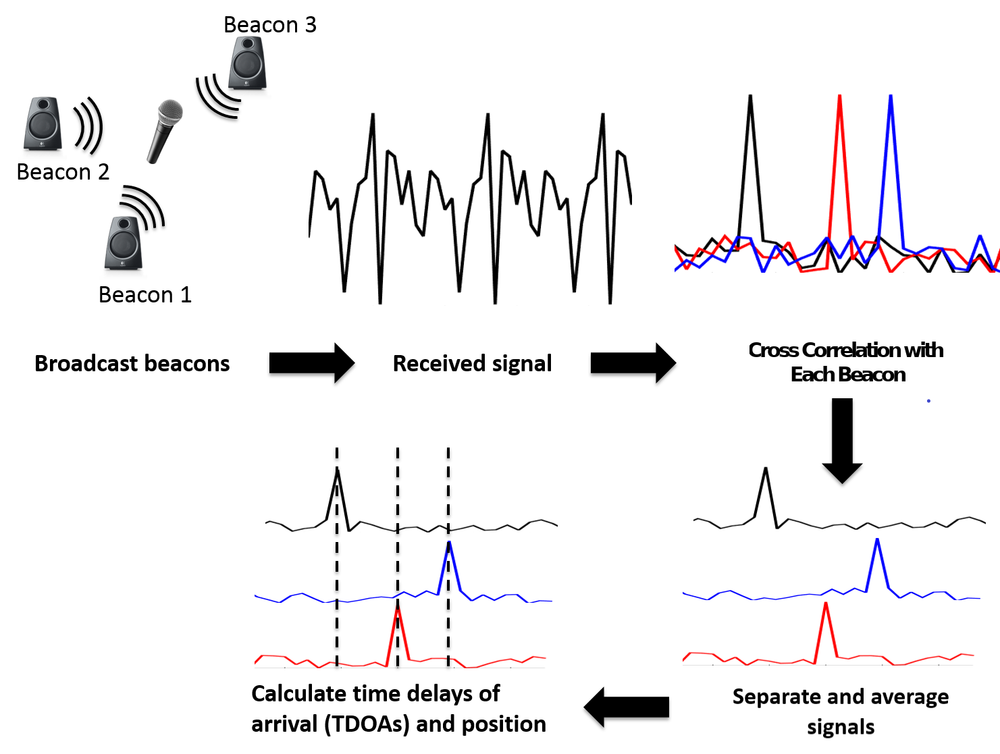 Beacon 3
Beacon 2
Beacon 1
Broadcast beacons
Received signal
Cross Correlation with
Each Beacon
Calculate time delays of
arrival (TDOAs) and position
Separate and average
signals